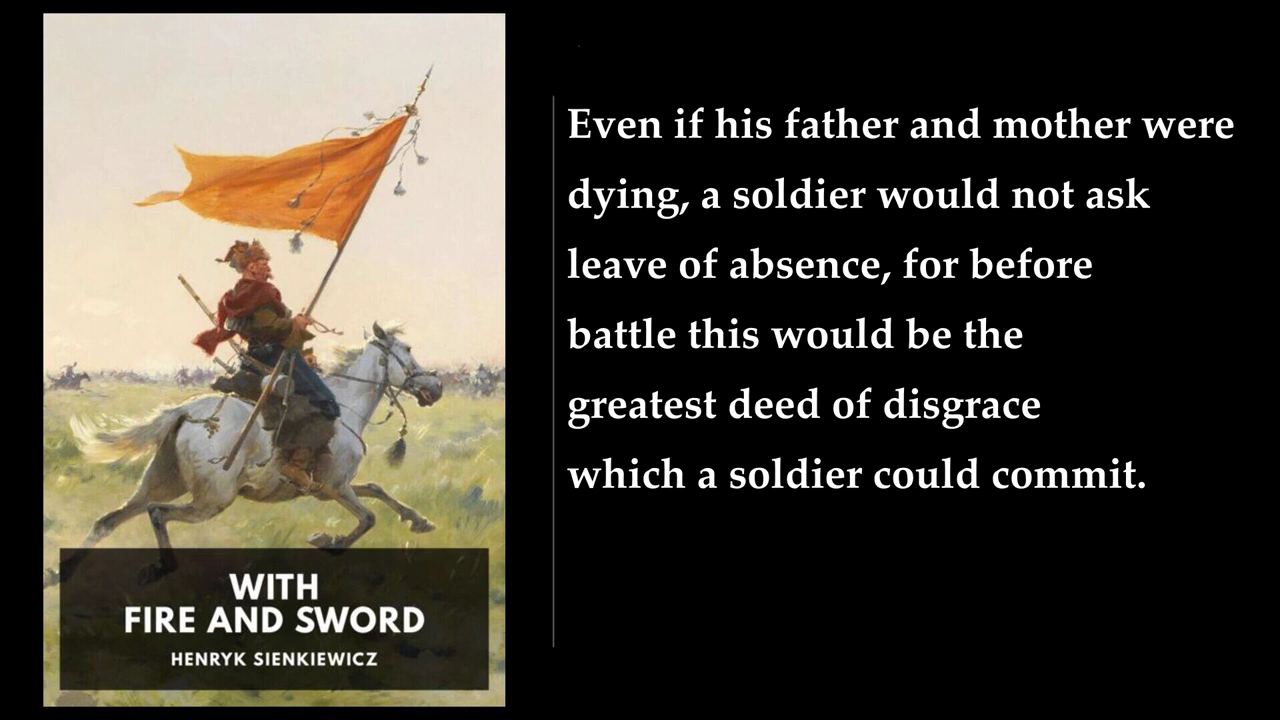 Even if his father and mother were
dying, a soldier would not ask
leave of absence, for before
battle this would be the
greatest deed of disgrace
which a soldier could commit.
WITH
FIRE AND SWORD
HENRYK SIENKIEWICZ